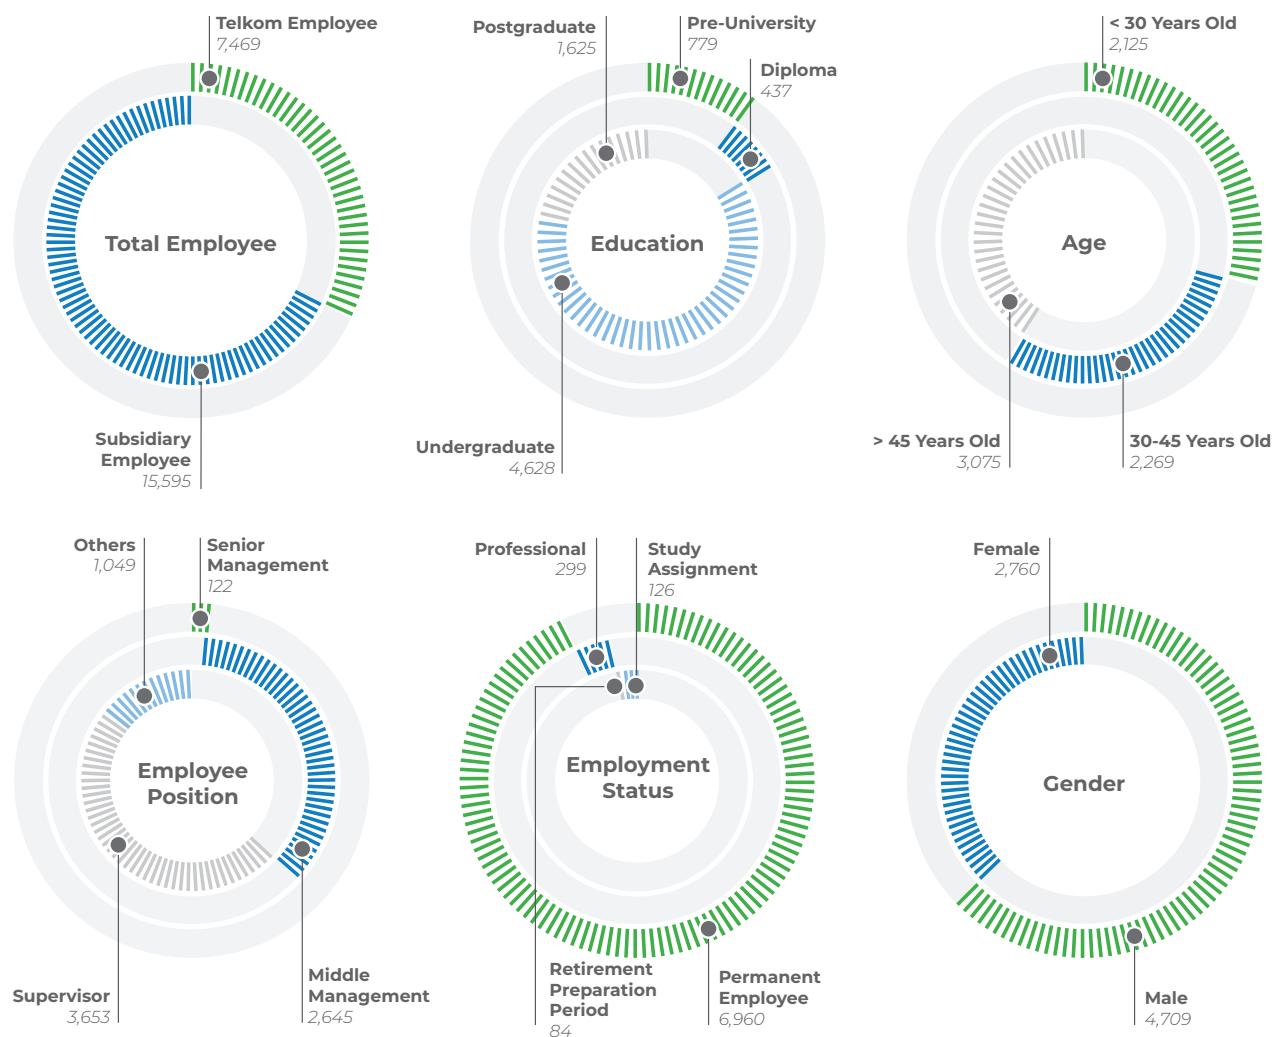 Telkom Employee
7,469
Total Employee
Subsidiary
Employee
15,595
Postgraduate
1,625
Pre-University
779
Diploma
437
Education
Undergraduate
4,628
< 30 Years Old
2,125
Age
> 45 Years Old
3,075
30-45 Years Old
2,269
Others
1,049
Senior
Management
122
Employee
Position
Supervisor
3,653
Middle
Management
2,645
Professional
299
Study
Assignment
126
Employment
Status
Retirement
Preparation
Period
84
Permanent
Employee
6,960
Female
2,760
Gender
Male
4,709